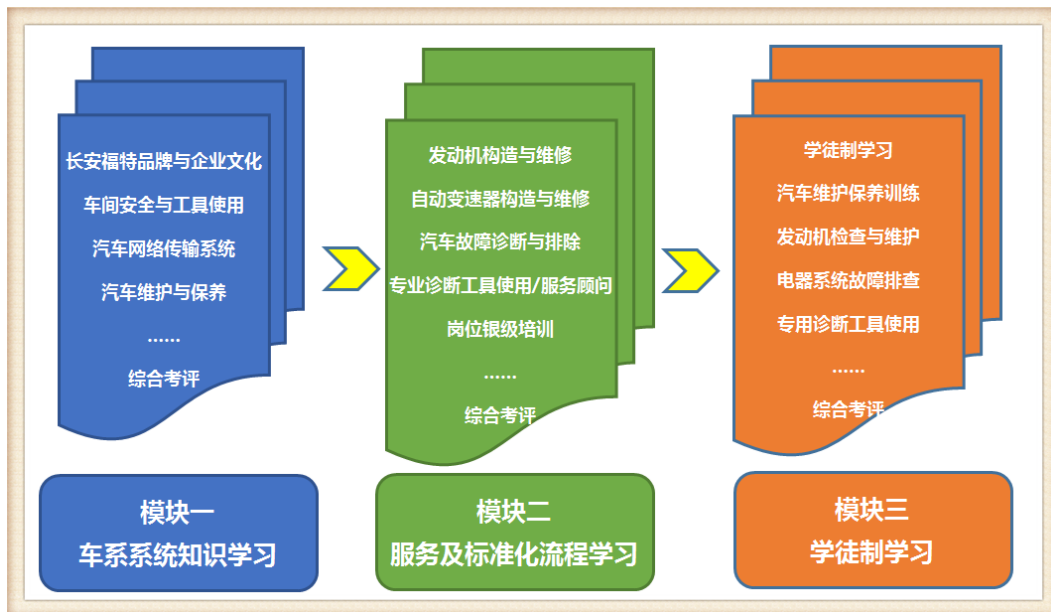 长安福特品牌与企业文化
车间安全与工具使用
汽车网络传输系统
汽车维护与保养
......
综合考评
模块一
车系系统知识学习
发动机构造与维修
自动变速器构造与维修
汽车故障诊断与排除
专业诊断工具使用/服务顾问
岗位银级培训
......
综合考评
模块二
服务及标准化流程学习
学徒制学习
汽车维护保养训练
发动机检查与维护
电器系统故障排查
专用诊断工具使用
......
综合考评
模块三
学徒制学习